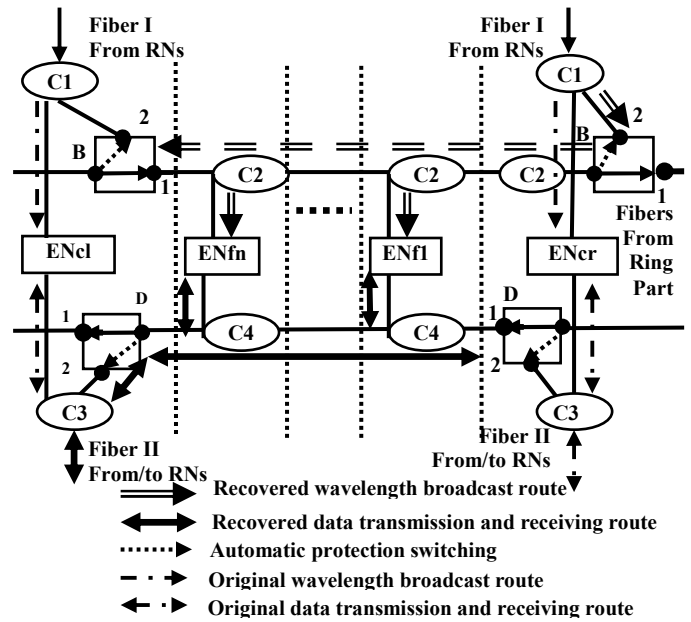 Fiber I
From RNs
Fiber I
From RNs
C1
C1
2
2
B
B
1
1
C2
C2
C2
Fibers
From
Ring
Part
ENcl
ENfn
ENf1
ENcr
D
D
1
1
2
2
C4
C4
C3
C3
Fiber II
From/to RNs
Fiber II
From/to RNs
Recovered wavelength broadcast route
Recovered data transmission and receiving route
Automatic protection switching
Original wavelength broadcast route
Original data transmission and receiving route